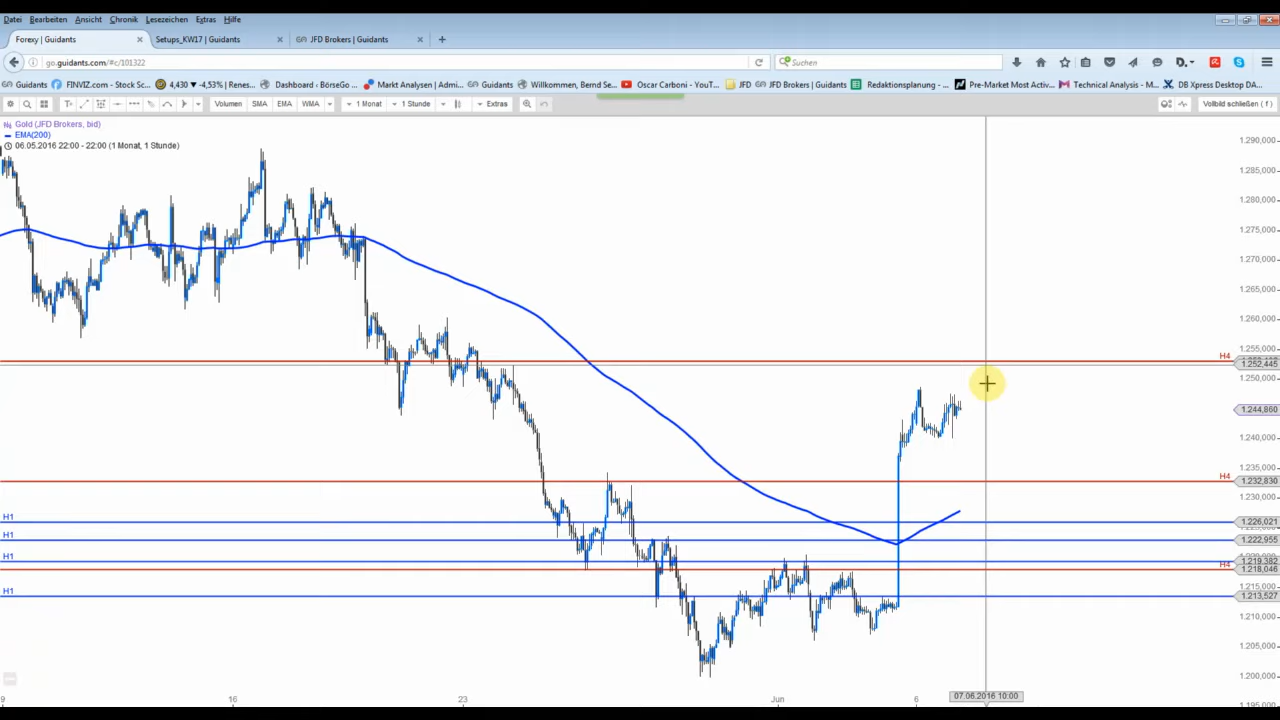 Datei Bearbeiten Ansicht Chronik Lesezeichen Extras Hilfe
Forexy | Guidants × Setups_KW17 | Guidants × JFD Brokers | Guidants × +
go.guidants.com/#c/101322 Suchen
Guidants FINVIZ.com - Stock Sc... 4,430 ▾ -4,53% | Renes... Dashboard ‹ BörseGo ... Markt Analysen | Admi... Guidants Willkommen, Bernd Se... Oscar Carboni - YouT... JFD JFD Brokers | Guidants Redaktionsplanung - ... Pre-Market Most Activ... Technical Analysis - M... DB Xpress Desktop DA...
Volumen SMA EMA WMA 1 Monat 1 Stunde Extras Vollbild schließen ( f )
Gold (JFD Brokers, bid)
EMA(200)
06.05.2016 22:00 - 22:00 (1 Monat, 1 Stunde)
1.290,000
1.285,000
1.280,000
1.275,000
1.270,000
1.265,000
1.260,000
1.255,000
H4
1.252,445
1.250,000
1.244,860
1.240,000
1.235,000
H4 1.232,830
1.230,000
H1 1.226,021
H1 1.222,955
H1 1.219,382
H4 1.218,046
1.215,000
H1 1.213,527
1.210,000
1.205,000
1.200,000
9 16 23 Jun 6 07.06.2016 10:00
1.195,000